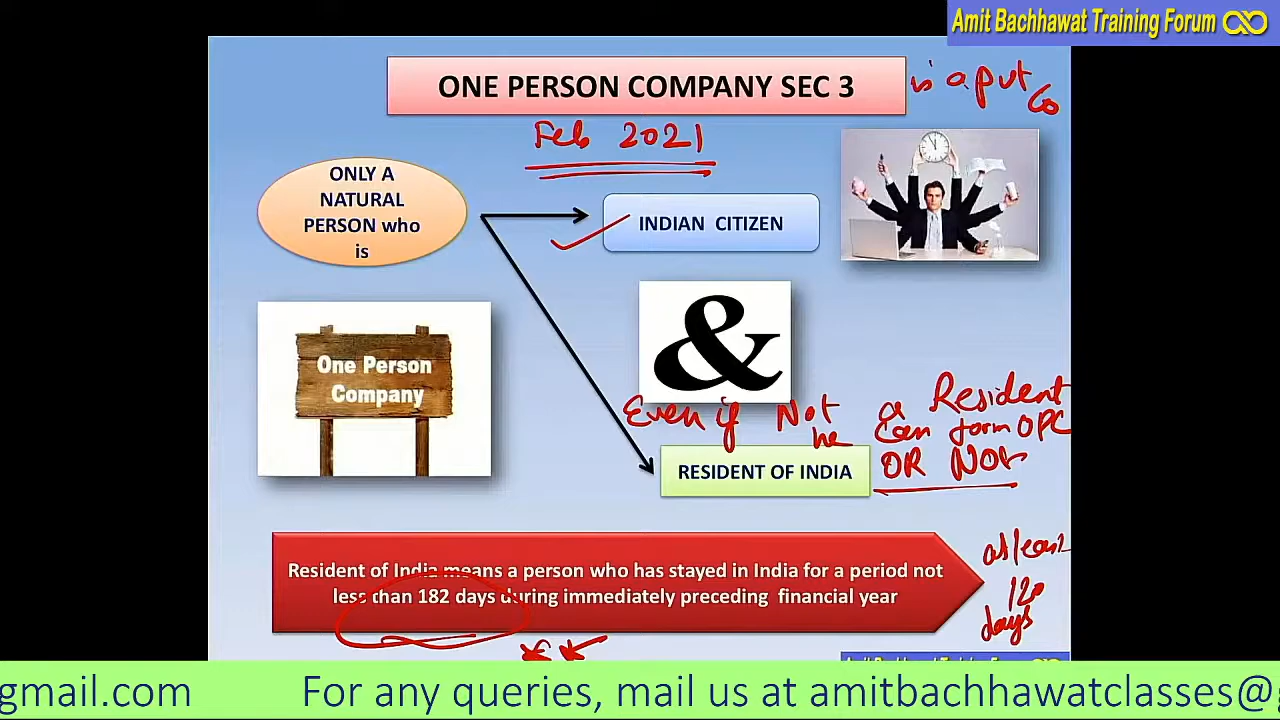 Amit Bachhawat Training Forum
ONE PERSON COMPANY SEC 3
is a pvt
Co
Feb 2021
ONLY A
NATURAL
PERSON who
is
INDIAN CITIZEN
&
One Person
Company
Even if Not a Resident
he Can form OPC
RESIDENT OF INDIA
OR NOR
Resident of India means a person who has stayed in India for a period not
less than 182 days during immediately preceding financial year
at least
120
days
gmail.com For any queries, mail us at amitbachhawatclasses@g